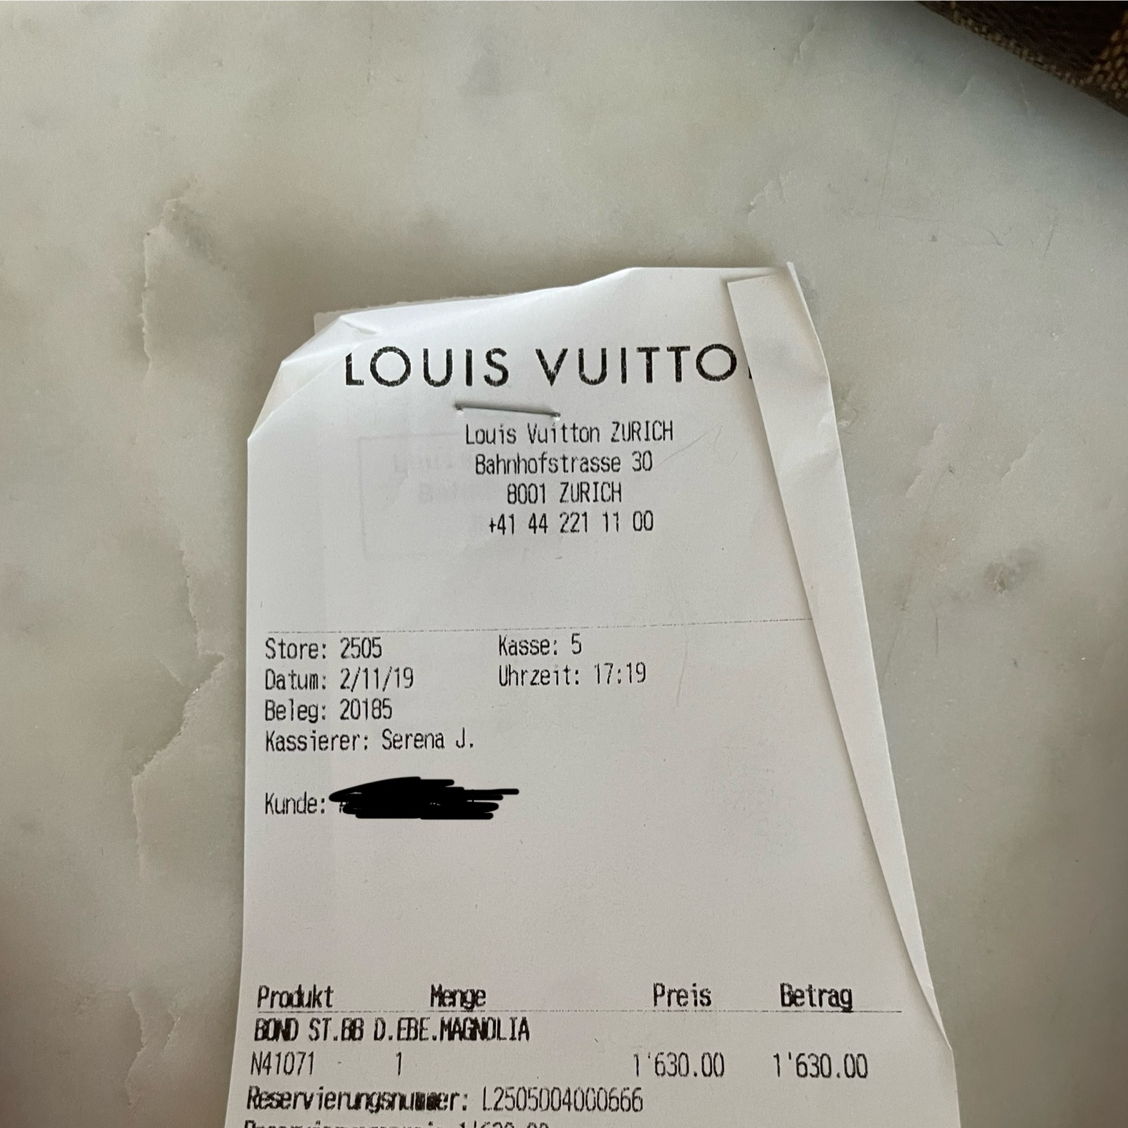 LOUIS VUITTO
Louis Vuitton ZURICH
Bahnhofstrasse 30
8001 ZURICH
+41 44 221 11 00
Store: 2505 Kasse: 5
Datum: 2/11/19 Uhrzeit: 17:19
Beleg: 20185
Kassierer: Serena J.
Kunde:
Produkt Menge Preis Betrag
BOND ST.BB D.EBE.MAGNOLIA
N41071 1 1'630.00 1'630.00
Reservierungsnummer: L2505004000666